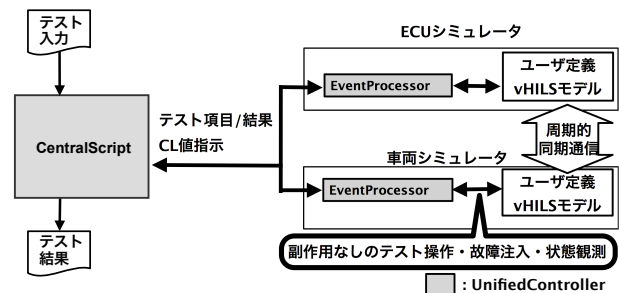 テスト
入力
CentralScript
テスト
結果
テスト項目/結果
CL値指示
ECUシミュレータ
EventProcessor
ユーザ定義
vHILSモデル
周期的
同期通信
車両シミュレータ
EventProcessor
ユーザ定義
vHILSモデル
副作用なしのテスト操作・故障注入・状態観測
: UnifiedController